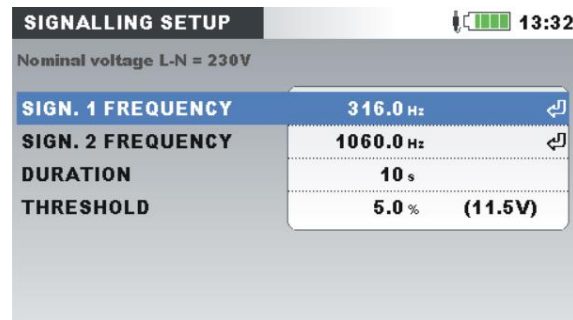 SIGNALLING SETUP 13:32
Nominal voltage L-N = 230V
SIGN. 1 FREQUENCY 316.0 Hz
SIGN. 2 FREQUENCY 1060.0 Hz
DURATION 10 s
THRESHOLD 5.0 % (11.5V)